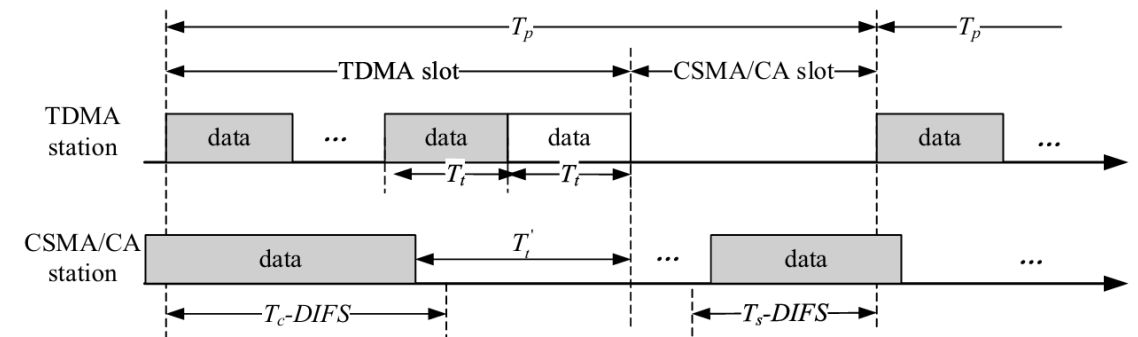 T_p T_p
TDMA slot CSMA/CA slot
TDMA
station
data ... data data data ...
T_t T_t
CSMA/CA
station
data T_t' ... data ...
T_c-DIFS T_s-DIFS